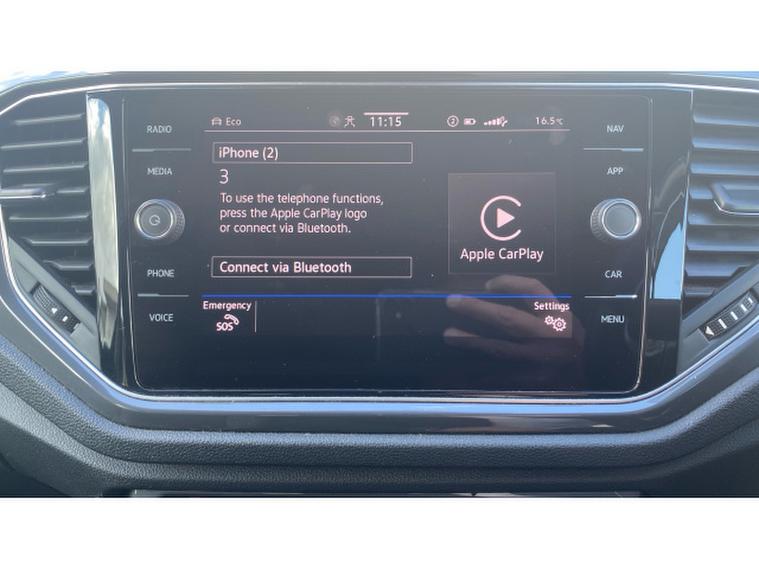 RADIO
MEDIA
PHONE
VOICE
Eco
11:15
2
16.5°C
iPhone (2)
3
To use the telephone functions,
press the Apple CarPlay logo
or connect via Bluetooth.
Connect via Bluetooth
Apple CarPlay
Emergency
SOS
Settings
NAV
APP
CAR
MENU